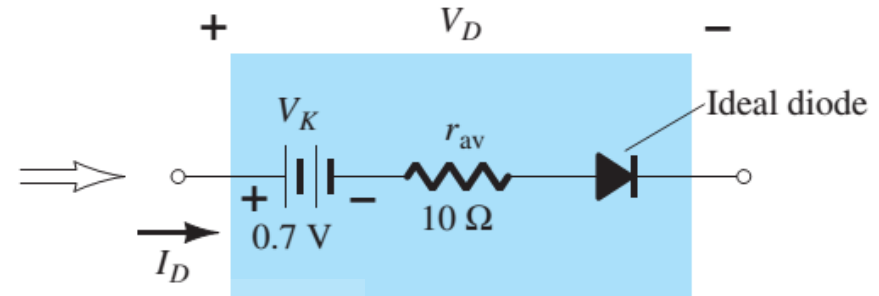 + V_D −
Ideal diode
V_K
r_av
+ −
0.7 V
10 Ω
I_D